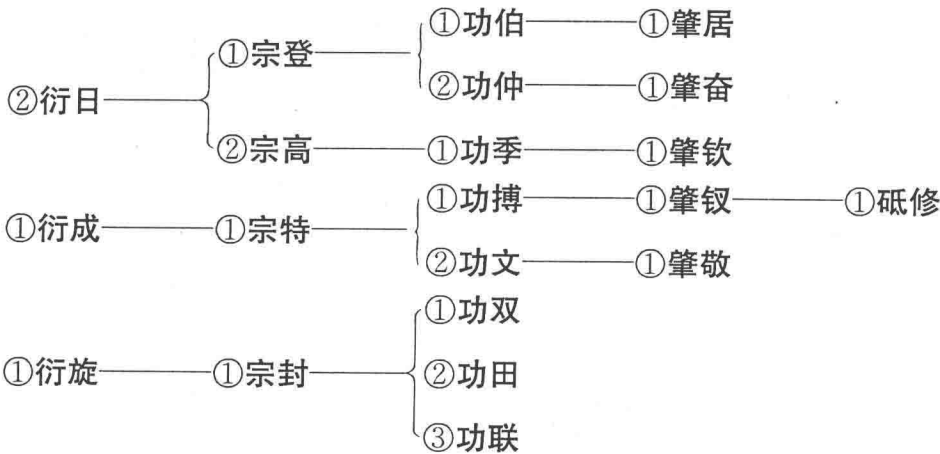 ①功伯 ①肇居
①宗登
②功仲 ①肇奋
②衍日
②宗高 ①功季 ①肇钦
①功搏 ①肇钗 ①砥修
①衍成 ①宗特
②功文 ①肇敬
①功双
①衍旋 ①宗封 ②功田
③功联